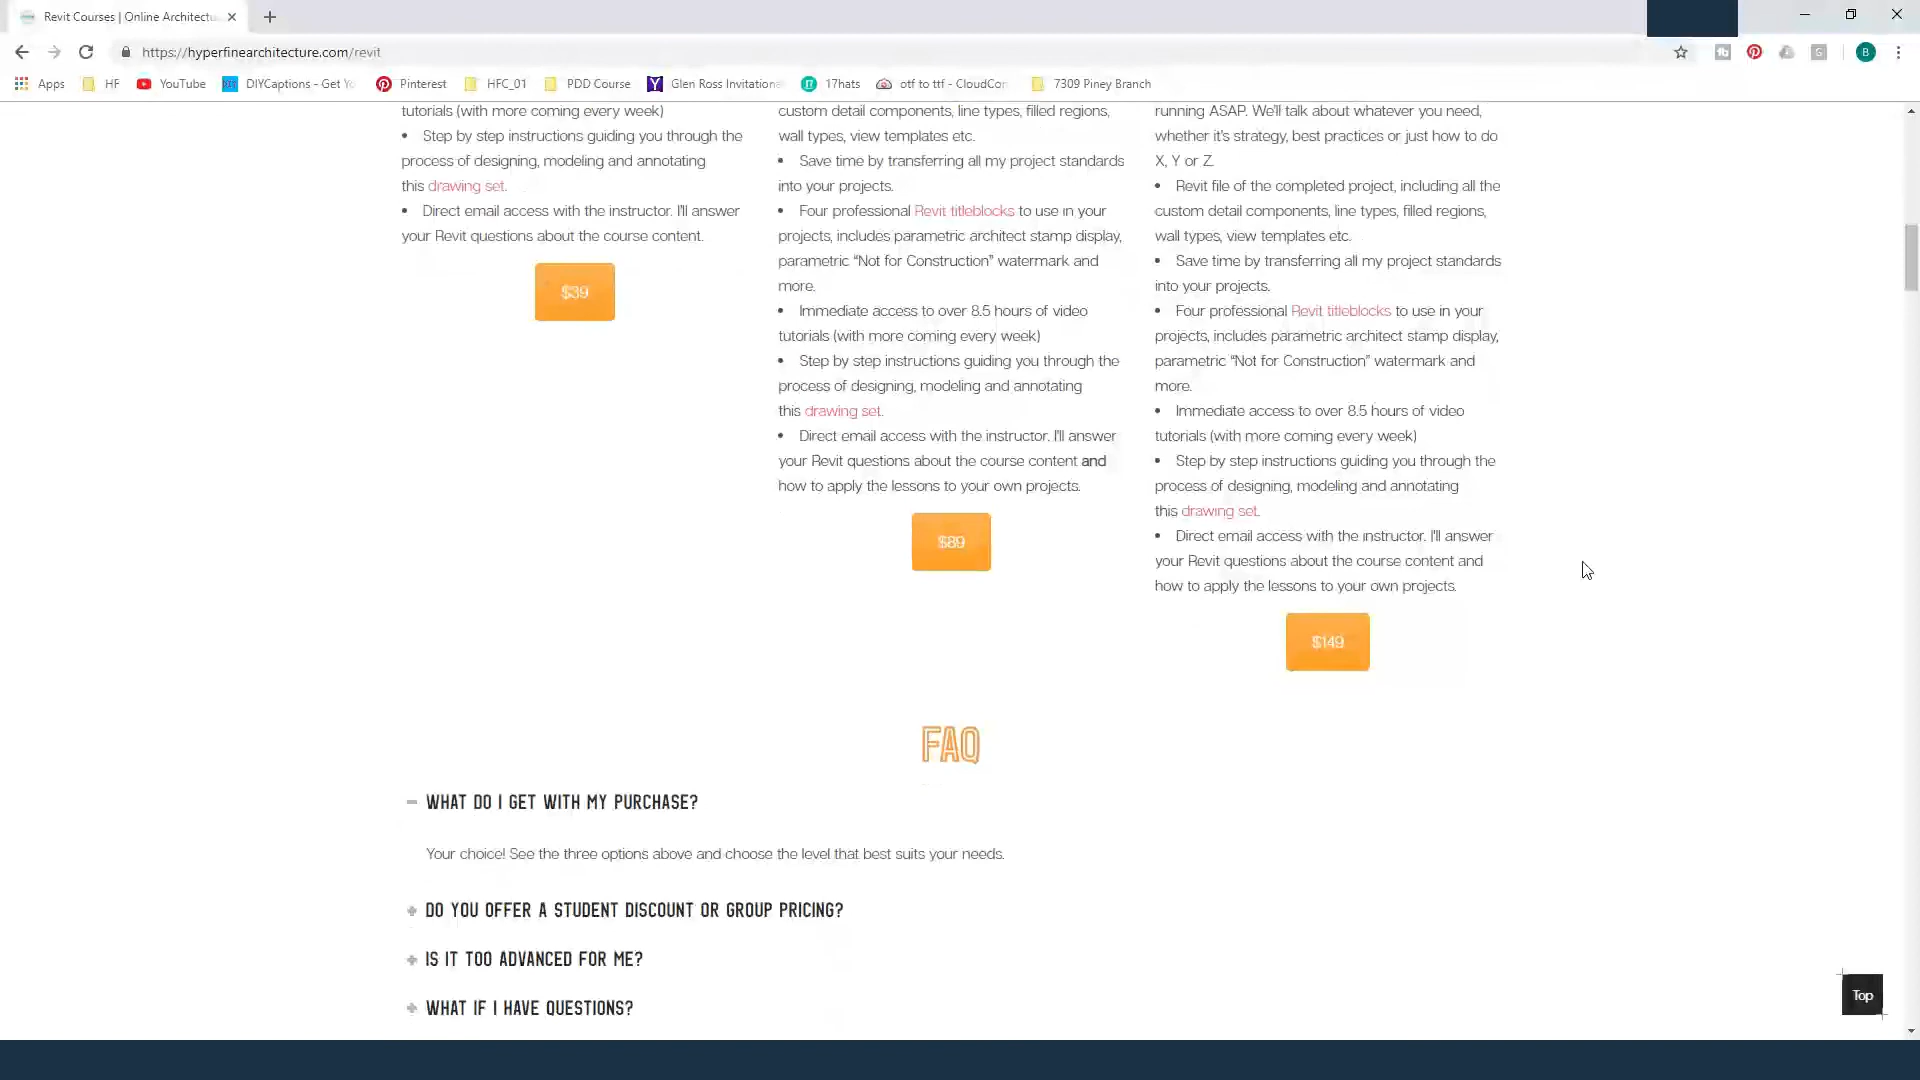 Revit Courses | Online Architectu
https://hyperfinearchitecture.com/revit
B
Apps
HF
YouTube
DIYCaptions - Get Yo
Pinterest
HFC_01
PDD Course
Glen Ross Invitational
17hats
otf to ttf - CloudCon
7309 Piney Branch
tutorials (with more coming every week)
• Step by step instructions guiding you through the
process of designing, modeling and annotating
this drawing set.
• Direct email access with the instructor. I'll answer
your Revit questions about the course content.
$39
custom detail components, line types, filled regions,
wall types, view templates etc.
• Save time by transferring all my project standards
into your projects.
• Four professional Revit titleblocks to use in your
projects, includes parametric architect stamp display,
parametric “Not for Construction” watermark and
more.
• Immediate access to over 8.5 hours of video
tutorials (with more coming every week)
• Step by step instructions guiding you through the
process of designing, modeling and annotating
this drawing set.
• Direct email access with the instructor. I'll answer
your Revit questions about the course content and
how to apply the lessons to your own projects.
$89
running ASAP. We'll talk about whatever you need,
whether it's strategy, best practices or just how to do
X, Y or Z.
• Revit file of the completed project, including all the
custom detail components, line types, filled regions,
wall types, view templates etc.
• Save time by transferring all my project standards
into your projects.
• Four professional Revit titleblocks to use in your
projects, includes parametric architect stamp display,
parametric “Not for Construction” watermark and
more.
• Immediate access to over 8.5 hours of video
tutorials (with more coming every week)
• Step by step instructions guiding you through the
process of designing, modeling and annotating
this drawing set.
• Direct email access with the instructor. I'll answer
your Revit questions about the course content and
how to apply the lessons to your own projects.
$149
FAQ
WHAT DO I GET WITH MY PURCHASE?
Your choice! See the three options above and choose the level that best suits your needs.
DO YOU OFFER A STUDENT DISCOUNT OR GROUP PRICING?
IS IT TOO ADVANCED FOR ME?
WHAT IF I HAVE QUESTIONS?
Top